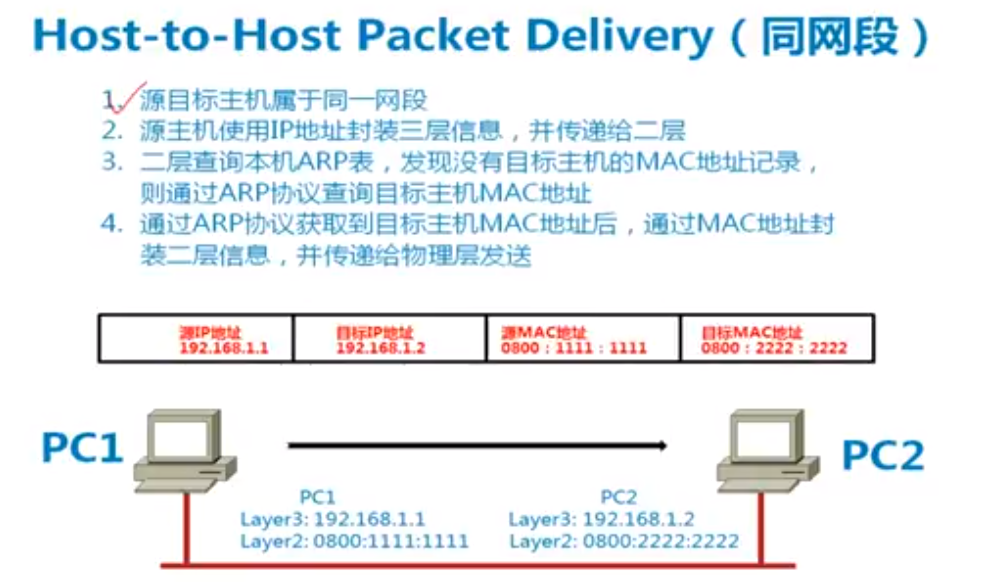 Host-to-Host Packet Delivery（同网段）
1. 源目标主机属于同一网段
2. 源主机使用IP地址封装三层信息，并传递给二层
3. 二层查询本机ARP表，发现没有目标主机的MAC地址记录，
则通过ARP协议查询目标主机MAC地址
4. 通过ARP协议获取到目标主机MAC地址后，通过MAC地址封
装二层信息，并传递给物理层发送
源IP地址
192.168.1.1
目标IP地址
192.168.1.2
源MAC地址
0800：1111：1111
目标MAC地址
0800：2222：2222
PC1
PC2
PC1
Layer3: 192.168.1.1
Layer2: 0800:1111:1111
PC2
Layer3: 192.168.1.2
Layer2: 0800:2222:2222